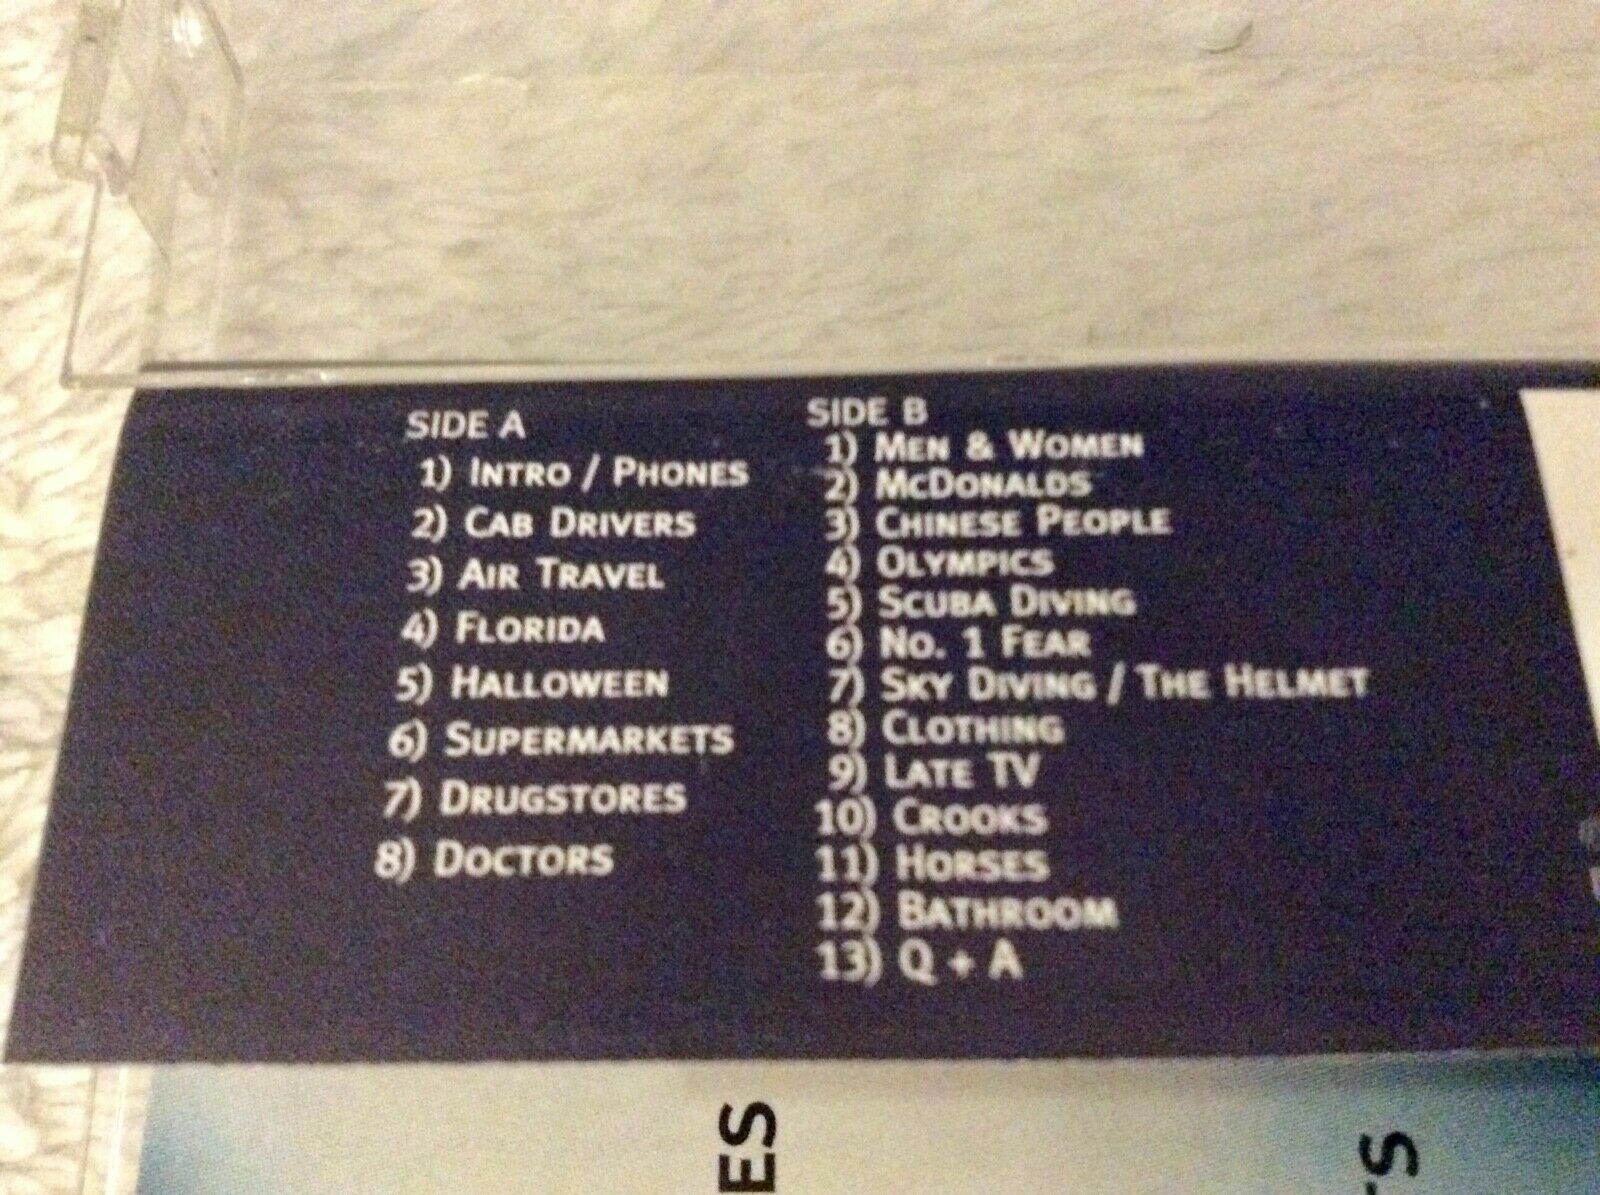 SIDE A
1) INTRO / PHONES
2) CAB DRIVERS
3) AIR TRAVEL
4) FLORIDA
5) HALLOWEEN
6) SUPERMARKETS
7) DRUGSTORES
8) DOCTORS
SIDE B
1) MEN & WOMEN
2) MCDONALDS
3) CHINESE PEOPLE
4) OLYMPICS
5) SCUBA DIVING
6) NO. 1 FEAR
7) SKY DIVING / THE HELMET
8) CLOTHING
9) LATE TV
10) CROOKS
11) HORSES
12) BATHROOM
13) Q + A
ES